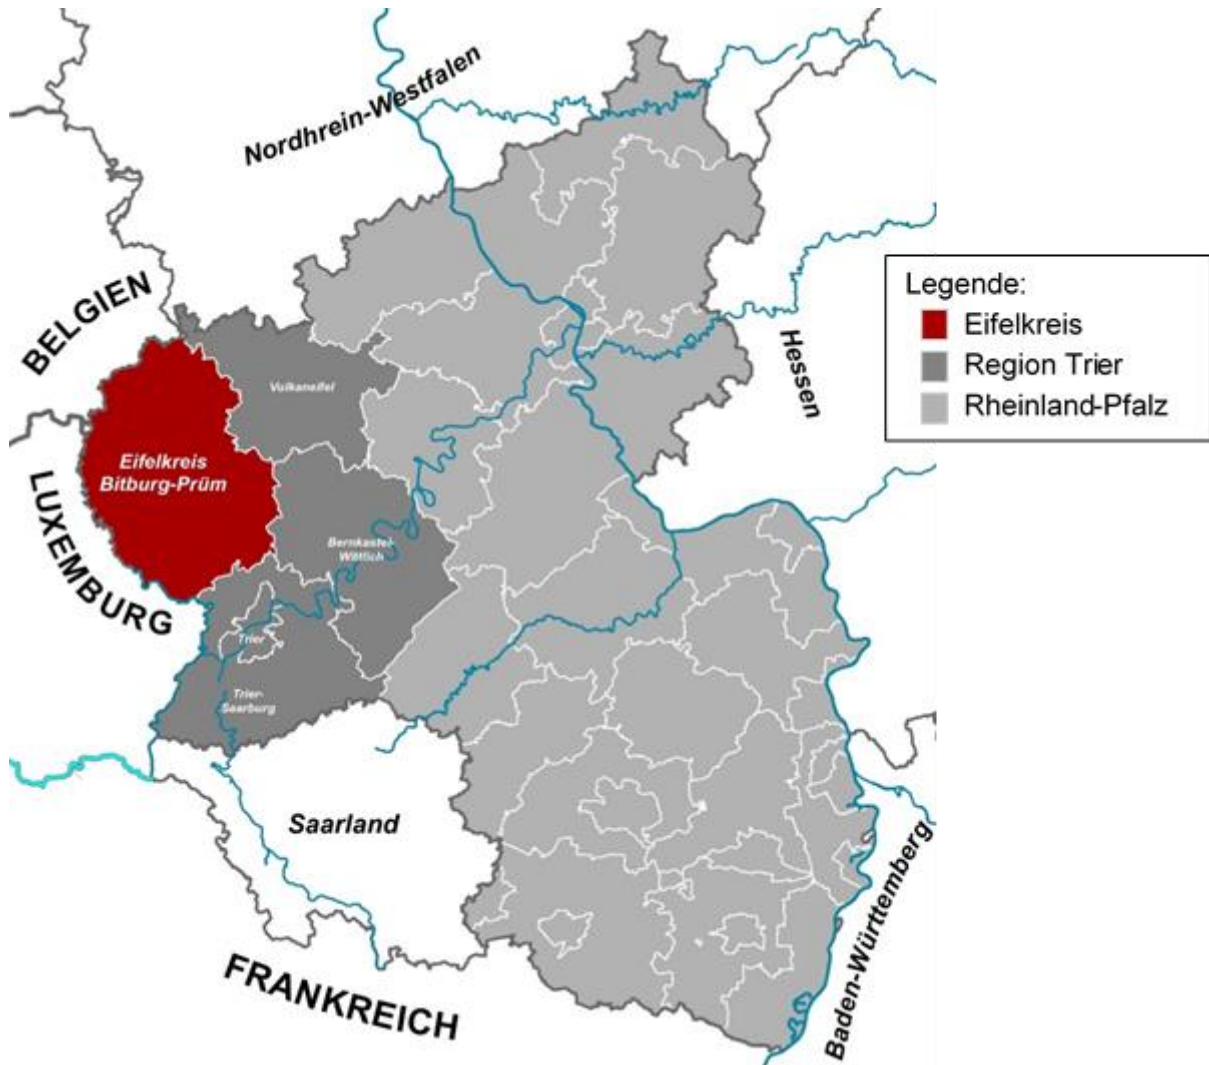 Nordhrein-Westfalen
BELGIEN
Legende:
Eifelkreis
Region Trier
Rheinland-Pfalz
Hessen
Vulkaneifel
Eifelkreis
Bitburg-Prüm
LUXEMBURG
Bernkastel-
Wittlich
Trier
Trier-
Saarburg
Saarland
Baden-Württemberg
FRANKREICH